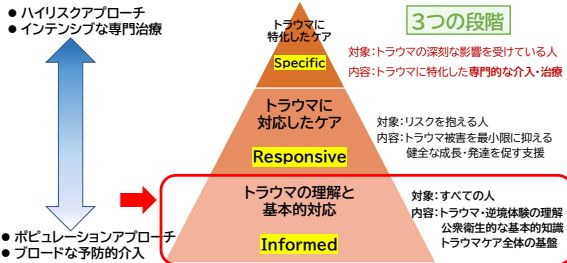 ● ハイリスクアプローチ
● インテンシブな専門治療
3つの段階
トラウマに
特化したケア
Specific
対象：トラウマの深刻な影響を受けている人
内容：トラウマに特化した専門的な介入・治療
トラウマに
対応したケア
Responsive
対象：リスクを抱える人
内容：トラウマ被害を最小限に抑える
健全な成長・発達を促す支援
トラウマの理解と
基本的対応
Informed
対象：すべての人
内容：トラウマ・逆境体験の理解
公衆衛生的な基本的知識
トラウマケア全体の基盤
● ポピュレーションアプローチ
● ブロードな予防的介入